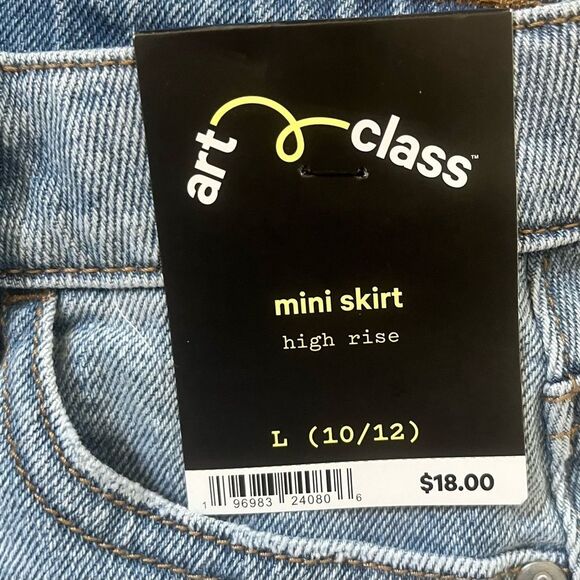 art class™
mini skirt
high rise
L (10/12)
$18.00
1 96983 24080 6